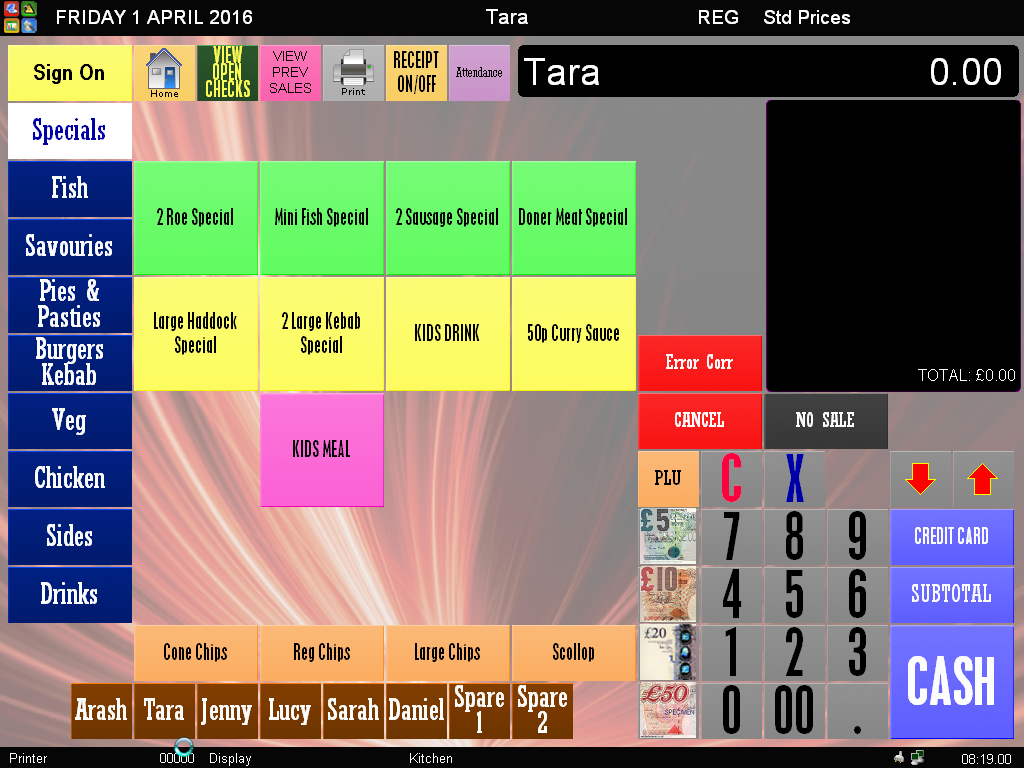 FRIDAY 1 APRIL 2016 Tara REG Std Prices
Sign On
Home
VIEW
OPEN
CHECKS
VIEW
PREV
SALES
Print
RECEIPT
ON/OFF
Attendance
Tara 0.00
Specials
Fish
Savouries
Pies &
Pasties
Burgers
Kebab
Veg
Chicken
Sides
Drinks
2 Roe Special
Mini Fish Special
2 Sausage Special
Doner Meat Special
Large Haddock
Special
2 Large Kebab
Special
KIDS DRINK
50p Curry Sauce
KIDS MEAL
TOTAL: £0.00
Error Corr
CANCEL
NO SALE
PLU
C
X
£5
7
8
9
CREDIT CARD
£10
4
5
6
SUBTOTAL
£20
1
2
3
CASH
£50
SPECIMEN
0
00
.
Cone Chips
Reg Chips
Large Chips
Scollop
Arash
Tara
Jenny
Lucy
Sarah
Daniel
Spare
1
Spare
2
Printer 00000 Display Kitchen 08:19.00